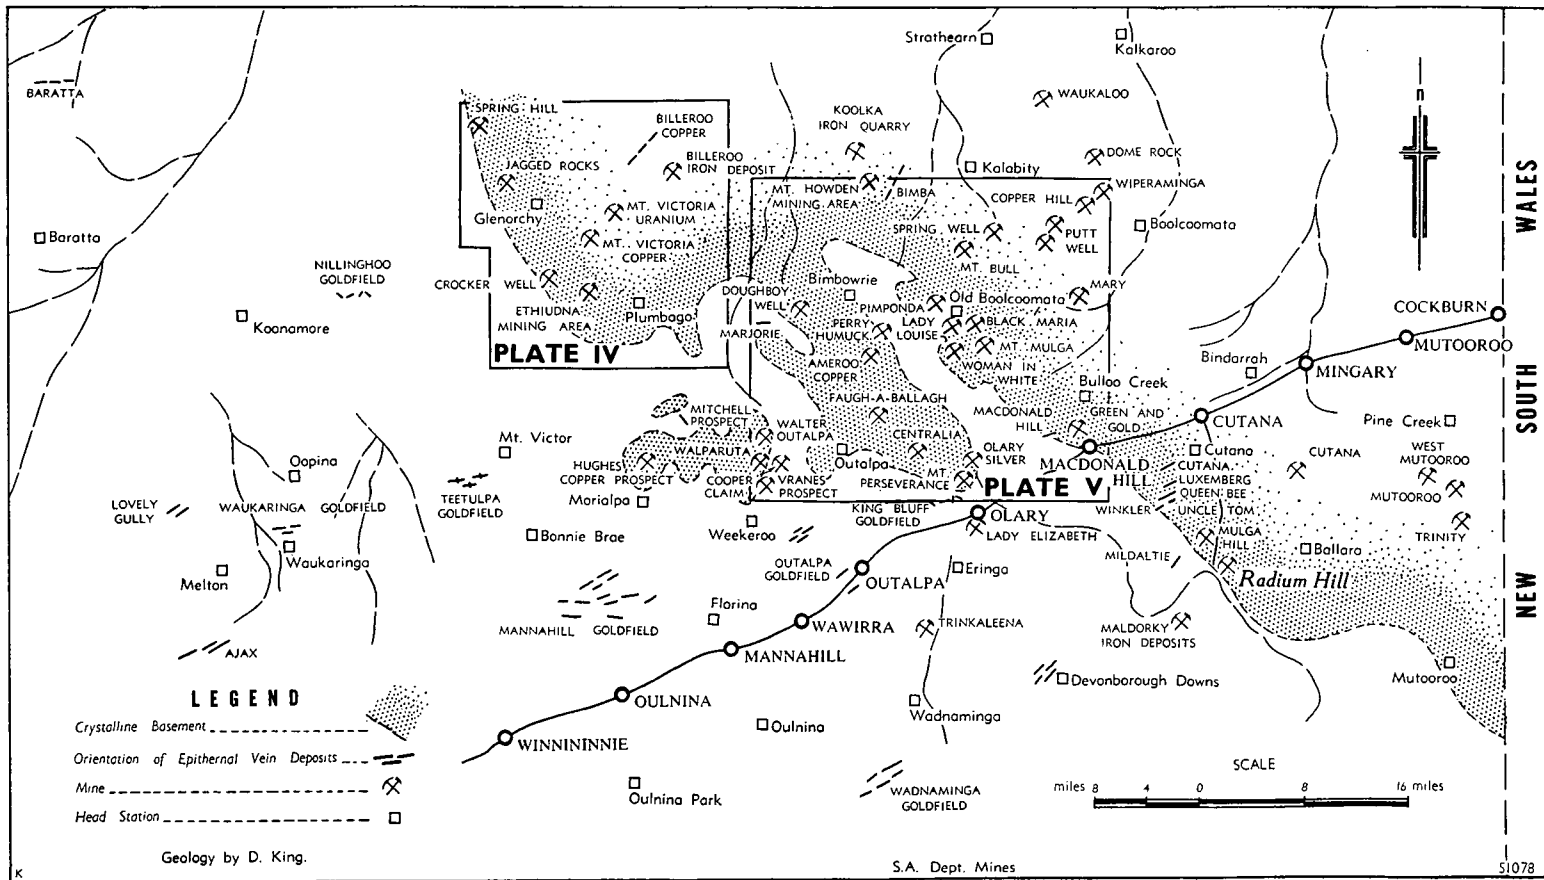 Strathearn
Kalkaroo
BARATTA
WAUKALOO
n
SPRING HILL
BILLEROO
COPPER
KOOLKA
IRON QUARRY
DOME ROCK
JAGGED ROCKS
BILLEROO
IRON DEPOSIT
Kalabity
WIPERAMINGA
MT. HOWDEN
MINING AREA
BIMBA
COPPER HILL
Glenorchy
MT. VICTORIA
URANIUM
SPRING WELL
PUTT
WELL
Boolcoomata
Baratta
MT. VICTORIA
COPPER
MT. BULL
NILLINGHOO
GOLDFIELD
CROCKER WELL
DOUGHBOY
WELL
Bimbowrie
MARY
ETHIUDNA
MINING AREA
Plumbago
PIMPONDA
Old Boolcoomata
COCKBURN
Koonamore
MARJORIE
PERRY
HUMUCK
LADY
LOUISE
BLACK MARIA
MUTOOROO
PLATE IV
AMEROO
COPPER
MT. MULGA
WOMAN IN
WHITE
Bindarrah
MINGARY
Bulloo Creek
FAUGH-A-BALLAGH
MACDONALD
HILL
GREEN AND
GOLD
CUTANA
Pine Creek
MITCHELL
PROSPECT
WALTER
OUTALPA
Mt. Victor
CENTRALIA
OLARY
SILVER
MACDONALD
HILL
Cutana
CUTANA
WEST
MUTOOROO
Oopina
HUGHES
COPPER PROSPECT
WALPARUTA
Outalpa
CUTANA
LUXEMBERG
QUEEN BEE
UNCLE TOM
MUTOOROO
COOPER
CLAIM
VRANES
PROSPECT
MT.
PERSEVERANCE
PLATE V
WINKLER
LOVELY
GULLY
WAUKARINGA GOLDFIELD
TEETULPA
GOLDFIELD
Morialpa
KING BLUFF
GOLDFIELD
OLARY
MULGA
HILL
TRINITY
Waukaringa
Bonnie Brae
Weekeroo
LADY ELIZABETH
MILDALTIE
Ballara
Melton
OUTALPA
GOLDFIELD
OUTALPA
Eringa
Radium Hill
MANNAHILL GOLDFIELD
Florina
WAWIRRA
TRINKALEENA
MALDORKY
IRON DEPOSITS
AJAX
MANNAHILL
Mutooroo
Devonborough Downs
OULNINA
Oulnina
Wadnaminga
WINNININNIE
Oulnina Park
WADNAMINGA
GOLDFIELD
NEW SOUTH WALES
LEGEND
Crystalline Basement
Orientation of Epithernal Vein Deposits
Mine
Head Station
SCALE
miles 8 4 0 8 16 miles
Geology by D. King.
K
S.A. Dept. Mines
S1078